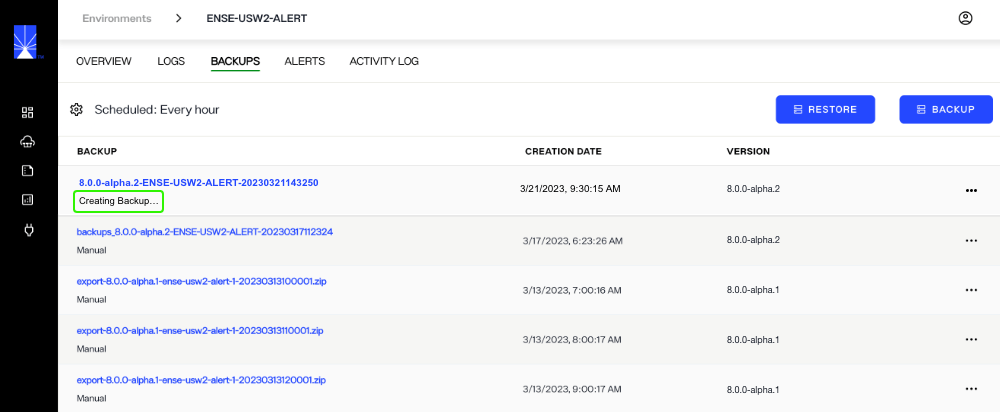 Environments > ENSE-USW2-ALERT
OVERVIEW LOGS BACKUPS ALERTS ACTIVITY LOG
Scheduled: Every hour RESTORE BACKUP
BACKUP CREATION DATE VERSION
8.0.0-alpha.2-ENSE-USW2-ALERT-20230321143250 3/21/2023, 9:30:15 AM 8.0.0-alpha.2 •••
Creating Backup...
backups_8.0.0-alpha.2-ENSE-USW2-ALERT-20230317112324 3/17/2023, 6:23:26 AM 8.0.0-alpha.2 •••
Manual
export-8.0.0-alpha.1-ense-usw2-alert-1-20230313100001.zip 3/13/2023, 7:00:16 AM 8.0.0-alpha.1 •••
Manual
export-8.0.0-alpha.1-ense-usw2-alert-1-20230313110001.zip 3/13/2023, 8:00:17 AM 8.0.0-alpha.1 •••
Manual
export-8.0.0-alpha.1-ense-usw2-alert-1-20230313120001.zip 3/13/2023, 9:00:17 AM 8.0.0-alpha.1 •••
Manual